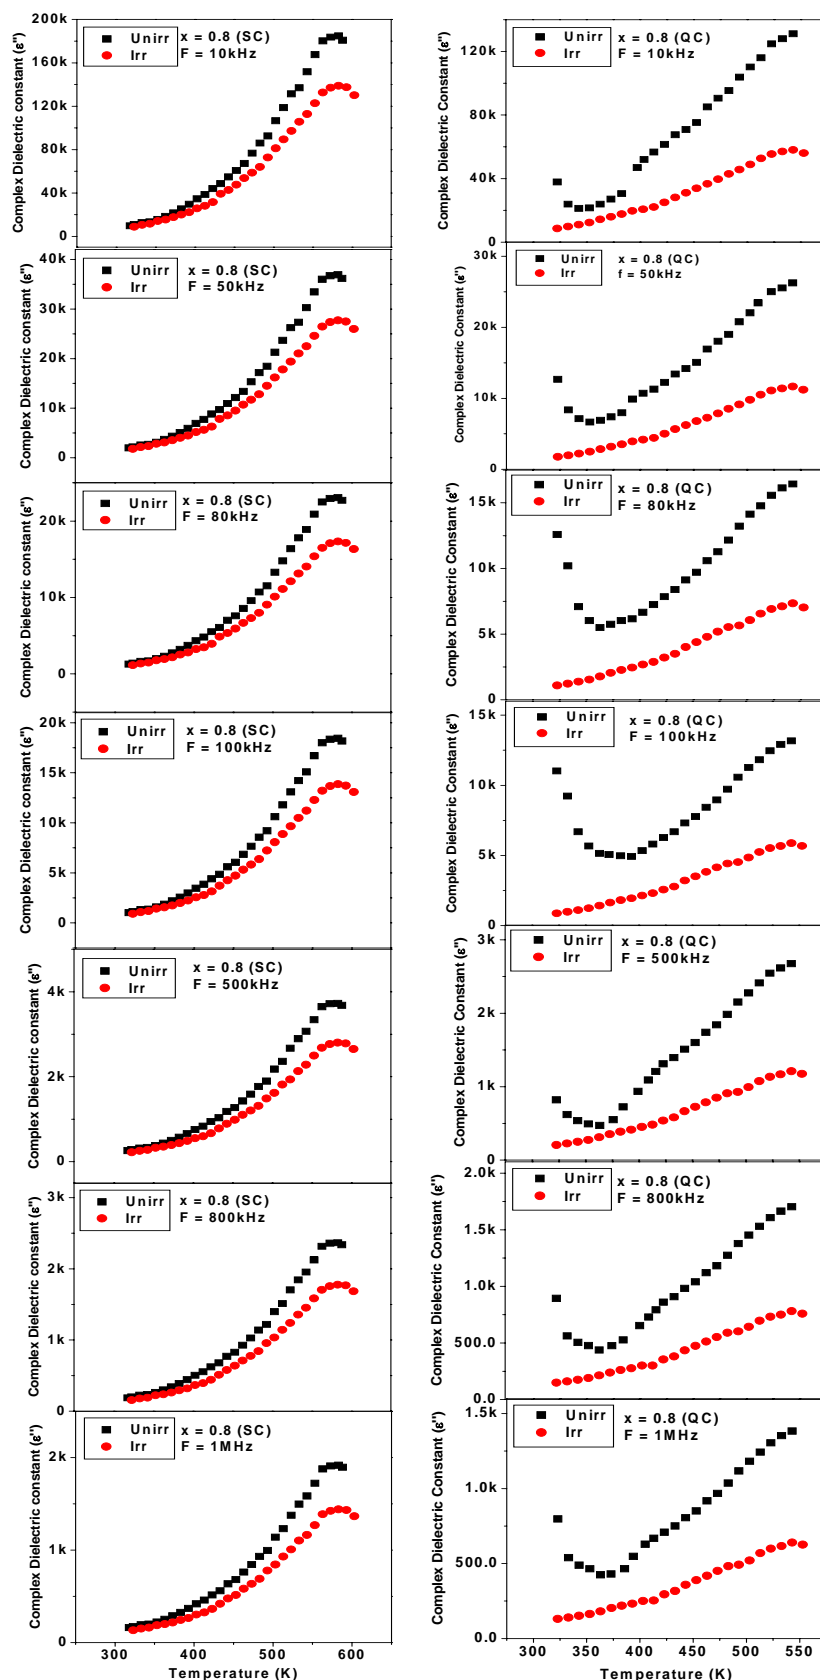 Complex Dielectric constant (ε")
200k
160k
120k
80k
40k
0
Unirr
Irr
x = 0.8 (SC)
F = 10kHz
Complex Dielectric constant (ε")
40k
30k
20k
10k
0
Unirr
Irr
x = 0.8 (SC)
F = 50kHz
Complex Dielectric constant (ε")
20k
10k
0
Unirr
Irr
x = 0.8 (SC)
F = 80kHz
Complex Dielectric constant (ε")
20k
15k
10k
5k
0
Unirr
Irr
x = 0.8 (SC)
F = 100kHz
Complex Dielectric constant (ε")
4k
2k
0
Unirr
Irr
x = 0.8 (SC)
F = 500kHz
Complex Dielectric constant (ε")
3k
2k
1k
0
Unirr
Irr
x = 0.8 (SC)
F = 800kHz
Complex Dielectric constant (ε")
2k
1k
0
Unirr
Irr
x = 0.8 (SC)
F = 1MHz
300 400 500 600
Temperature (K)
Complex Dielectric Constant (ε")
120k
80k
40k
0
Unirr
Irr
x = 0.8 (QC)
F = 10kHz
Complex Dielectric Constant (ε")
30k
20k
10k
0
Unirr
Irr
x = 0.8 (QC)
f = 50kHz
Complex Dielectric Constant (ε")
15k
10k
5k
0
Unirr
Irr
x = 0.8 (QC)
F = 80kHz
Complex Dielectric Constant (ε")
15k
10k
5k
0
Unirr
Irr
x = 0.8 (QC)
F = 100kHz
Complex Dielectric Constant (ε")
3k
2k
1k
0
Unirr
Irr
x = 0.8 (QC)
F = 500kHz
Complex Dielectric Constant (ε")
2.0k
1.5k
1.0k
500.0
0.0
Unirr
Irr
x = 0.8 (QC)
F = 800kHz
Complex Dielectric Constant (ε")
1.5k
1.0k
500.0
0.0
Unirr
Irr
x = 0.8 (QC)
F = 1MHz
300 350 400 450 500 550
Temperature (K)